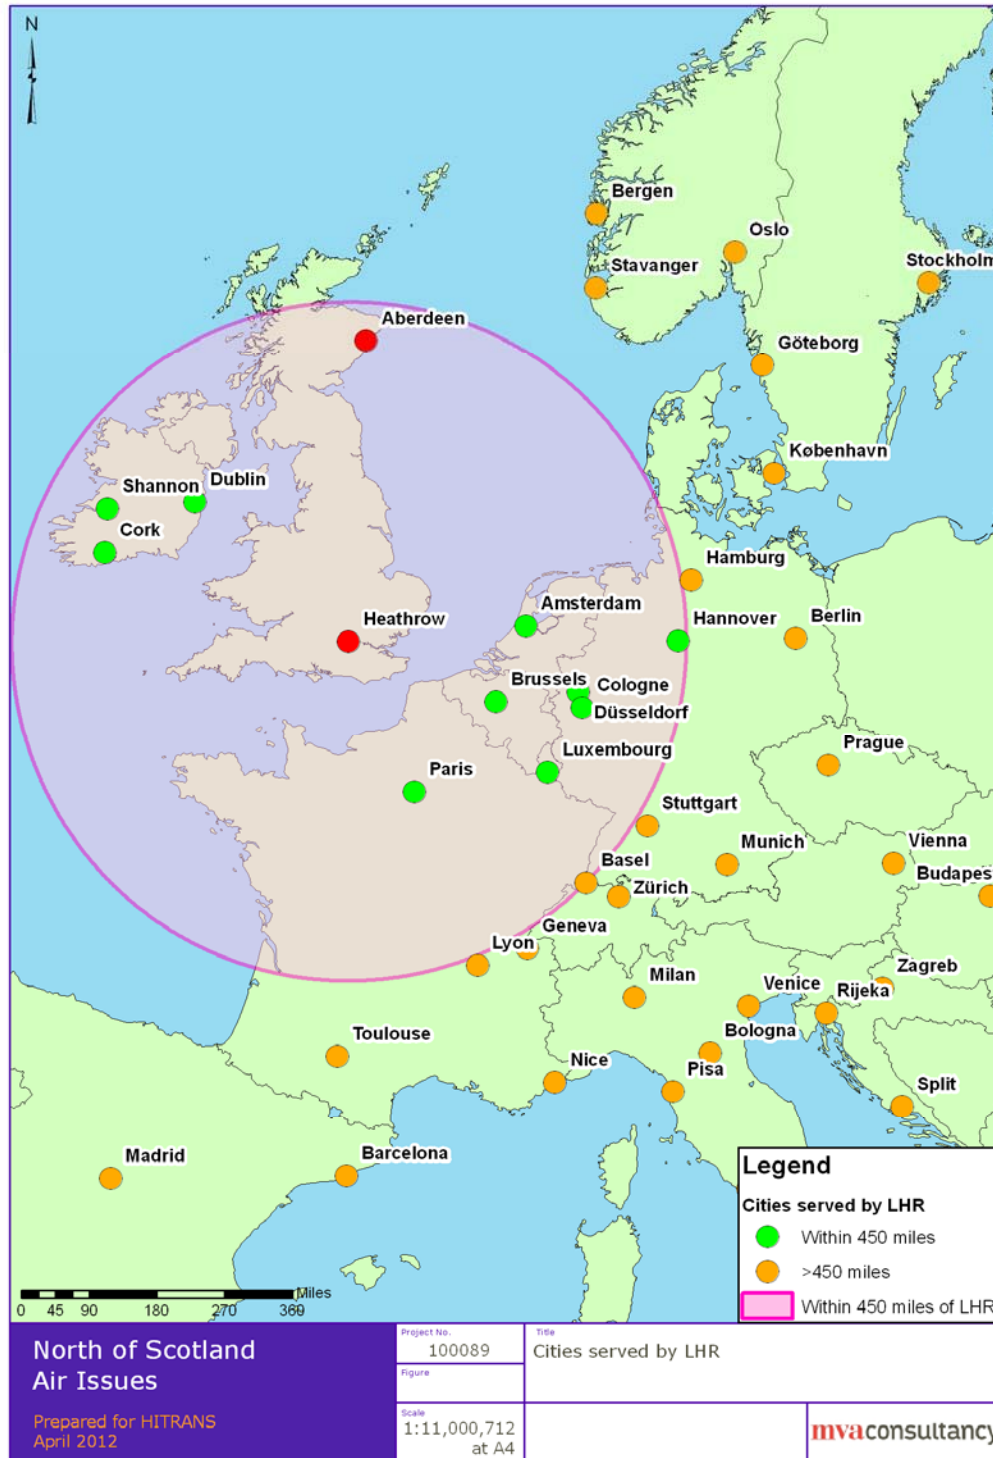 N
Bergen
Oslo
Stavanger
Stockholm
Aberdeen
Göteborg
København
Shannon
Dublin
Cork
Hamburg
Amsterdam
Hannover
Berlin
Heathrow
Brussels
Cologne
Düsseldorf
Luxembourg
Prague
Paris
Stuttgart
Munich
Vienna
Basel
Budapes
Zürich
Geneva
Lyon
Zagreb
Milan
Venice
Rijeka
Bologna
Toulouse
Nice
Pisa
Split
Madrid
Barcelona
Legend
Cities served by LHR
Within 450 miles
>450 miles
Within 450 miles of LHR
Miles
0 45 90 180 270 360
North of Scotland
Air Issues
Prepared for HITRANS
April 2012
Project No.
100089
Figure
Scale
1:11,000,712
at A4
Title
Cities served by LHR
mvaconsultancy